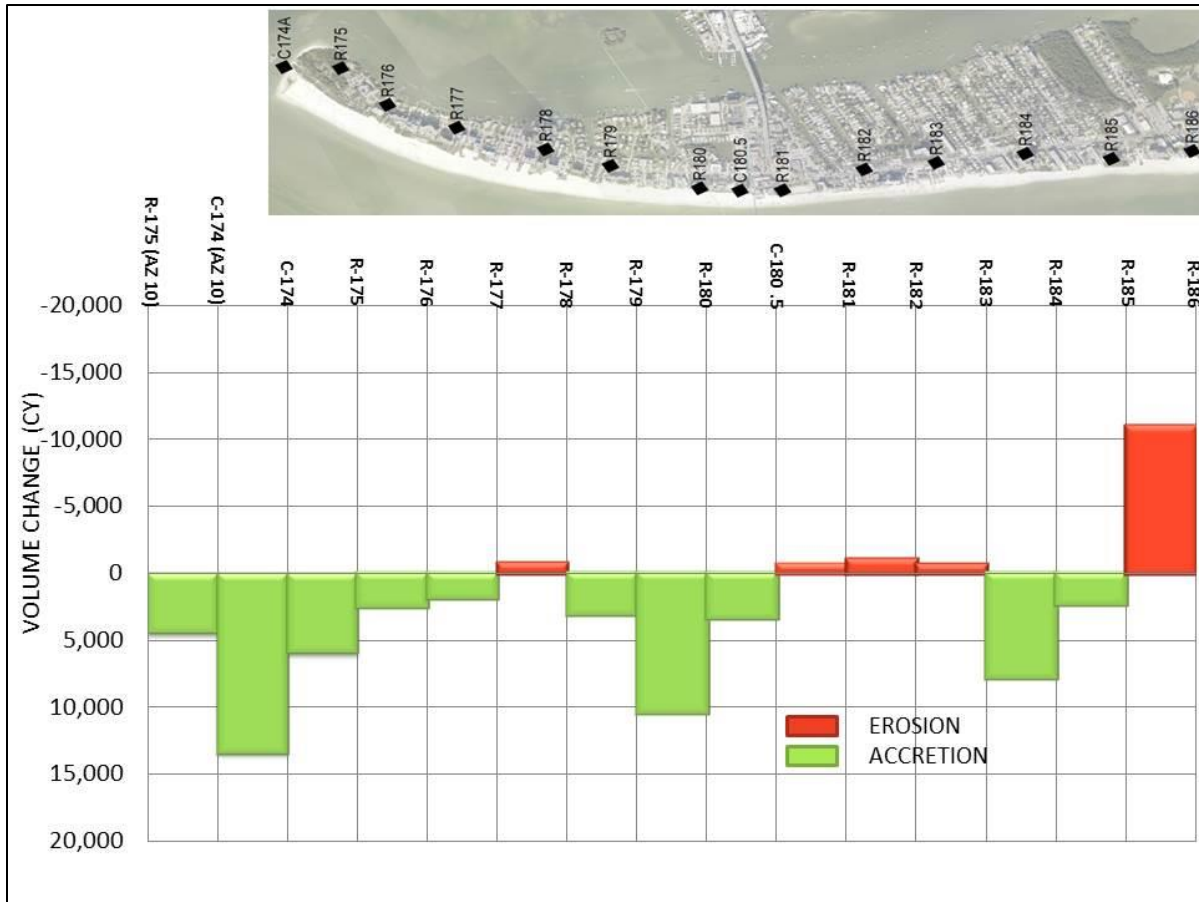 C174A
R175
R176
R177
R178
R179
R180
C180.5
R181
R182
R183
R184
R185
R186
R-175 (AZ 10)
C-174 (AZ 10)
C-174
R-175
R-176
R-177
R-178
R-179
R-180
C-180 .5
R-181
R-182
R-183
R-184
R-185
R-186
VOLUME CHANGE (CY)
-20,000
-15,000
-10,000
-5,000
0
5,000
10,000
15,000
20,000
EROSION
ACCRETION